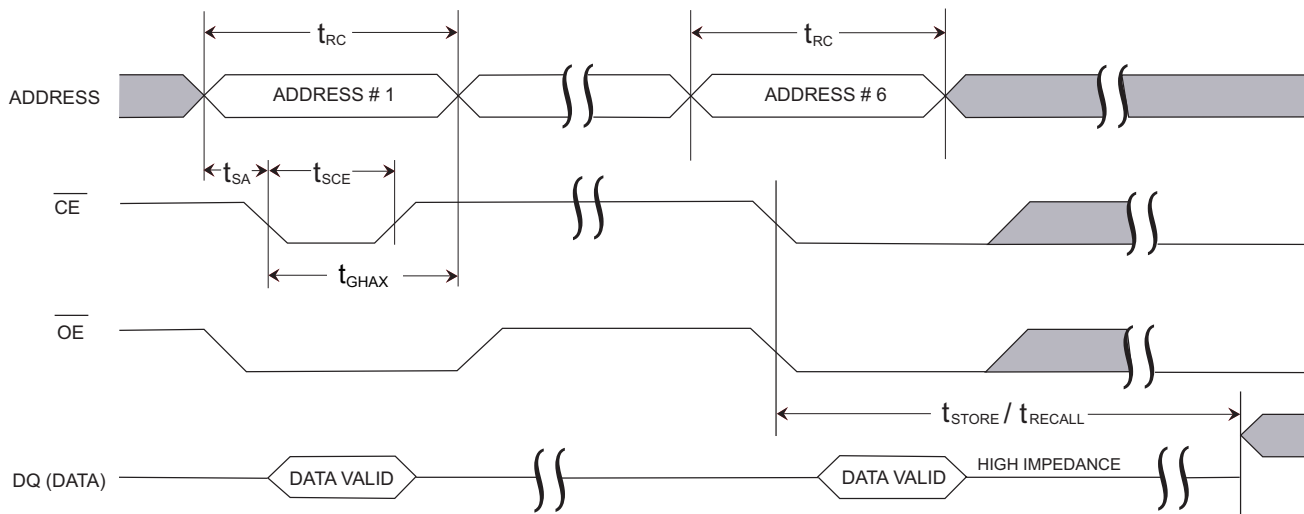 tRC
tRC
ADDRESS
ADDRESS # 1
ADDRESS # 6
tSA
tSCE
CE
tGHAX
OE
tSTORE / tRECALL
DQ (DATA)
DATA VALID
DATA VALID
HIGH IMPEDANCE